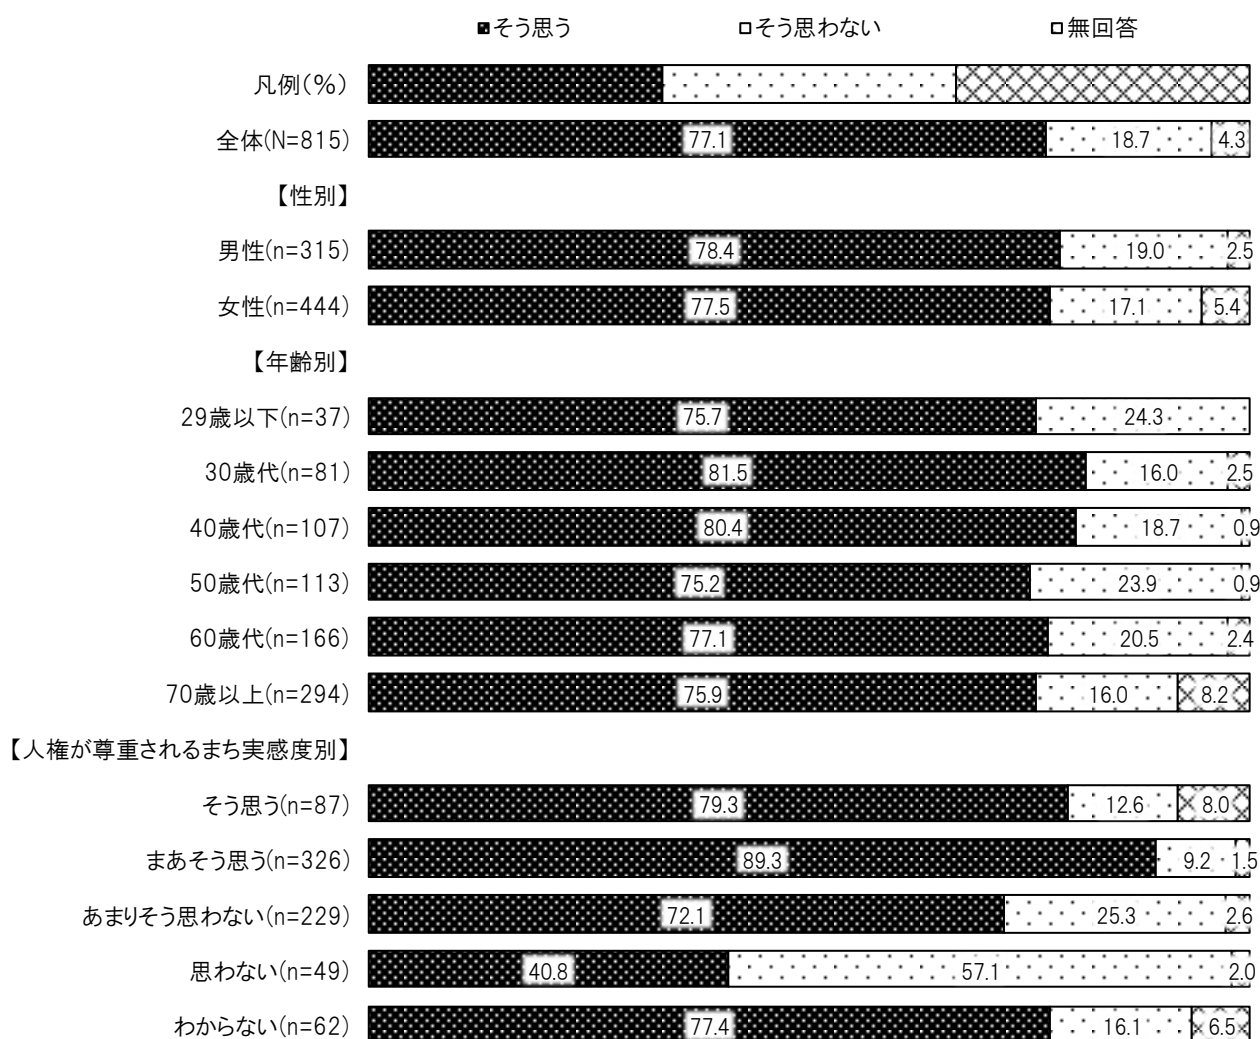 そう思う そう思わない 無回答
凡例(%)
全体(N=815) 77.1 18.7 4.3
【性別】
男性(n=315) 78.4 19.0 2.5
女性(n=444) 77.5 17.1 5.4
【年齢別】
29歳以下(n=37) 75.7 24.3
30歳代(n=81) 81.5 16.0 2.5
40歳代(n=107) 80.4 18.7 0.9
50歳代(n=113) 75.2 23.9 0.9
60歳代(n=166) 77.1 20.5 2.4
70歳以上(n=294) 75.9 16.0 8.2
【人権が尊重されるまち実感度別】
そう思う(n=87) 79.3 12.6 8.0
まあそう思う(n=326) 89.3 9.2 1.5
あまりそう思わない(n=229) 72.1 25.3 2.6
思わない(n=49) 40.8 57.1 2.0
わからない(n=62) 77.4 16.1 6.5